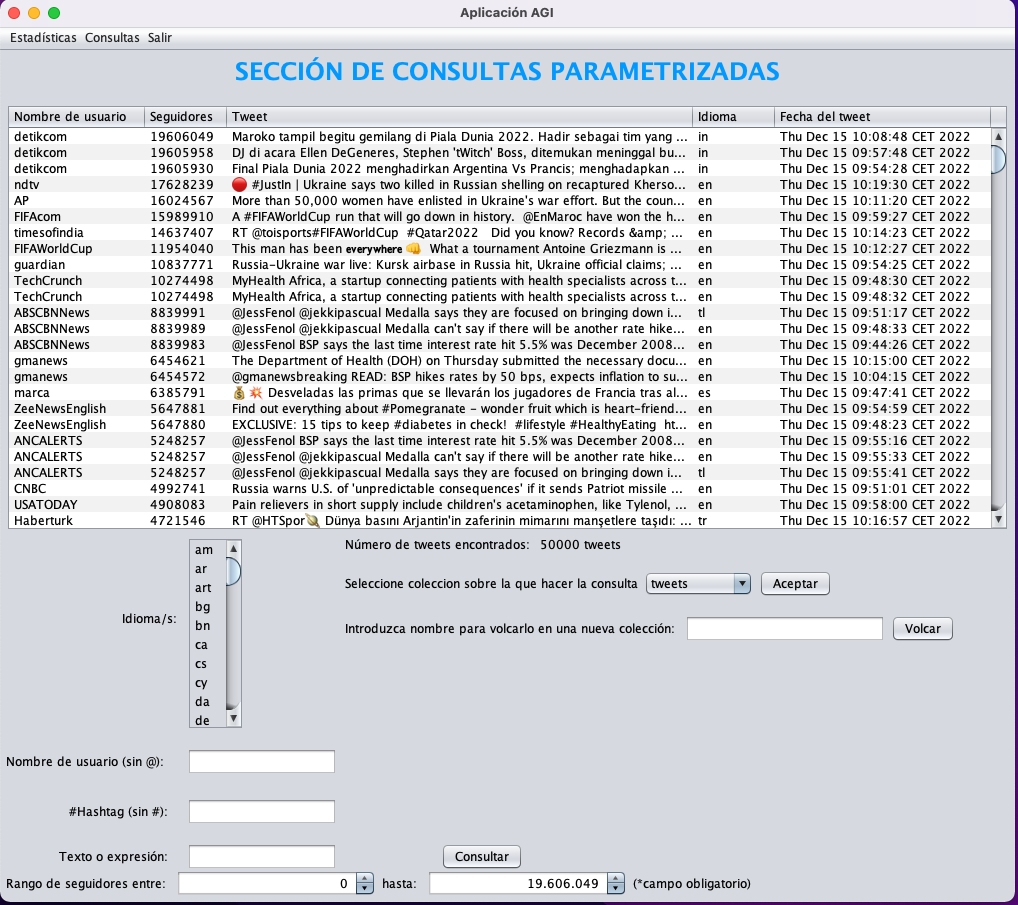 Aplicación AGI
Estadísticas Consultas Salir
SECCIÓN DE CONSULTAS PARAMETRIZADAS
Nombre de usuario Seguidores Tweet Idioma Fecha del tweet
detikcom 19606049 Maroko tampil begitu gemilang di Piala Dunia 2022. Hadir sebagai tim yang ... in Thu Dec 15 10:08:48 CET 2022
detikcom 19605958 DJ di acara Ellen DeGeneres, Stephen 'tWitch' Boss, ditemukan meninggal bu... in Thu Dec 15 09:57:48 CET 2022
detikcom 19605930 Final Piala Dunia 2022 menghadirkan Argentina Vs Prancis; menghadapkan ... in Thu Dec 15 09:54:28 CET 2022
ndtv 17628239 🔴 #JustIn | Ukraine says two killed in Russian shelling on recaptured Kherso... en Thu Dec 15 10:19:30 CET 2022
AP 16024567 More than 50,000 women have enlisted in Ukraine's war effort. But the coun... en Thu Dec 15 10:11:20 CET 2022
FIFAcom 15989910 A #FIFAWorldCup run that will go down in history. @EnMaroc have won the h... en Thu Dec 15 09:59:27 CET 2022
timesofindia 14637407 RT @toisports#FIFAWorldCup #Qatar2022 Did you know? Records &amp; ... en Thu Dec 15 10:14:23 CET 2022
FIFAWorldCup 11954040 This man has been everywhere 👊 What a tournament Antoine Griezmann is ... en Thu Dec 15 10:12:27 CET 2022
guardian 10837771 Russia-Ukraine war live: Kursk airbase in Russia hit, Ukraine official claims; ... en Thu Dec 15 09:54:25 CET 2022
TechCrunch 10274498 MyHealth Africa, a startup connecting patients with health specialists across t... en Thu Dec 15 09:48:30 CET 2022
TechCrunch 10274498 MyHealth Africa, a startup connecting patients with health specialists across t... en Thu Dec 15 09:48:32 CET 2022
ABSCBNNews 8839991 @JessFenol @jekkipascual Medalla says they are focused on bringing down i... tl Thu Dec 15 09:51:17 CET 2022
ABSCBNNews 8839989 @JessFenol @jekkipascual Medalla can't say if there will be another rate hike... en Thu Dec 15 09:48:33 CET 2022
ABSCBNNews 8839983 @JessFenol BSP says the last time interest rate hit 5.5% was December 2008... en Thu Dec 15 09:44:26 CET 2022
gmanews 6454621 The Department of Health (DOH) on Thursday submitted the necessary docu... en Thu Dec 15 10:15:00 CET 2022
gmanews 6454572 @gmanewsbreaking READ: BSP hikes rates by 50 bps, expects inflation to su... en Thu Dec 15 10:04:15 CET 2022
marca 6385791 💰💥 Desveladas las primas que se llevarán los jugadores de Francia tras al... es Thu Dec 15 09:47:41 CET 2022
ZeeNewsEnglish 5647881 Find out everything about #Pomegranate - wonder fruit which is heart-friend... en Thu Dec 15 09:54:59 CET 2022
ZeeNewsEnglish 5647880 EXCLUSIVE: 15 tips to keep #diabetes in check! #lifestyle #HealthyEating ht... en Thu Dec 15 09:48:23 CET 2022
ANCALERTS 5248257 @JessFenol BSP says the last time interest rate hit 5.5% was December 2008... en Thu Dec 15 09:55:16 CET 2022
ANCALERTS 5248257 @JessFenol @jekkipascual Medalla can't say if there will be another rate hike... en Thu Dec 15 09:55:33 CET 2022
ANCALERTS 5248257 @JessFenol @jekkipascual Medalla says they are focused on bringing down i... tl Thu Dec 15 09:55:41 CET 2022
CNBC 4992741 Russia warns U.S. of 'unpredictable consequences' if it sends Patriot missile ... en Thu Dec 15 09:51:01 CET 2022
USATODAY 4908083 Pain relievers in short supply include children's acetaminophen, like Tylenol, ... en Thu Dec 15 09:58:00 CET 2022
Haberturk 4721546 RT @HTSpor🏉 Dünya basını Arjantin'in zaferinin mimarını manşetlere taşıdı: ... tr Thu Dec 15 10:16:57 CET 2022
Idioma/s:
am
ar
art
bg
bn
ca
cs
cy
da
de
Número de tweets encontrados: 50000 tweets
Seleccione coleccion sobre la que hacer la consulta tweets Aceptar
Introduzca nombre para volcarlo en una nueva colección: Volcar
Nombre de usuario (sin @):
#Hashtag (sin #):
Texto o expresión: Consultar
Rango de seguidores entre: 0 hasta: 19.606.049 (*campo obligatorio)